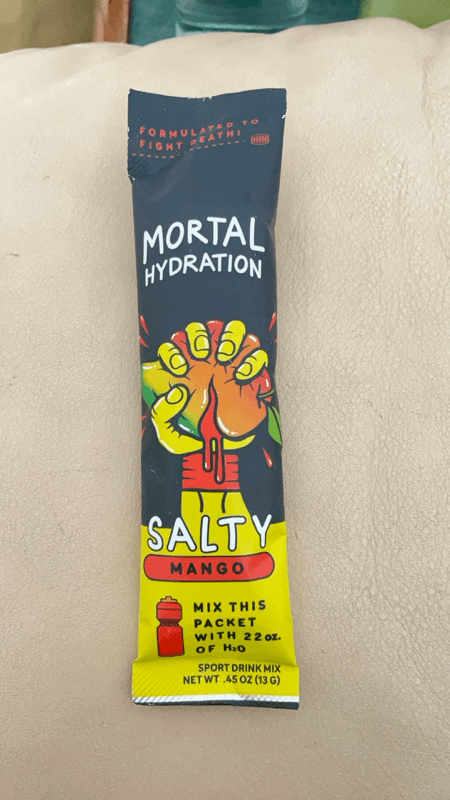 FORMULATED TO
FIGHT DEATH!
MORTAL
HYDRATION
SALTY
MANGO
MIX THIS
PACKET
WITH 22 oz.
OF H₂O
SPORT DRINK MIX
NET WT .45 OZ (13 G)